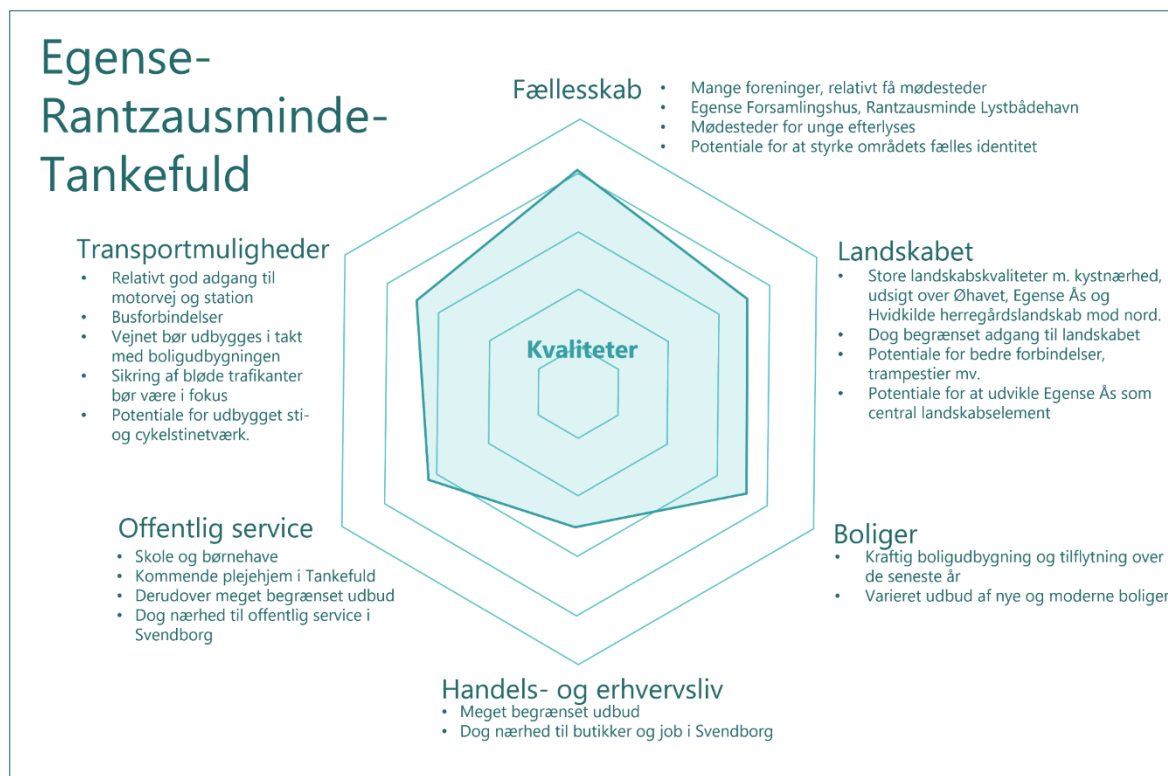 Egense-
Rantzausminde-
Tankefuld
Fællesskab
• Mange foreninger, relativt få mødesteder
• Egense Forsamlingshus, Rantzausminde Lystbådehavn
• Mødesteder for unge efterlyses
• Potentiale for at styrke områdets fælles identitet
Transportmuligheder
• Relativt god adgang til
motorvej og station
• Busforbindelser
• Vejnet bør udbygges i takt
med boligudbygningen
• Sikring af bløde trafikanter
bør være i fokus
• Potentiale for udbygget sti-
og cykelstinetværk.
Landskabet
• Store landskabskvaliteter m. kystnærhed,
udsigt over Øhavet, Egense Ås og
Hvidkilde herregårdslandskab mod nord.
• Dog begrænset adgang til landskabet
• Potentiale for bedre forbindelser,
trampestier mv.
• Potentiale for at udvikle Egense Ås som
central landskabselement
Kvaliteter
Offentlig service
• Skole og børnehave
• Kommende plejehjem i Tankefuld
• Derudover meget begrænset udbud
• Dog nærhed til offentlig service i
Svendborg
Boliger
• Kraftig boligudbygning og tilflytning over
de seneste år
• Varieret udbud af nye og moderne boliger
Handels- og erhvervsliv
• Meget begrænset udbud
• Dog nærhed til butikker og job i Svendborg